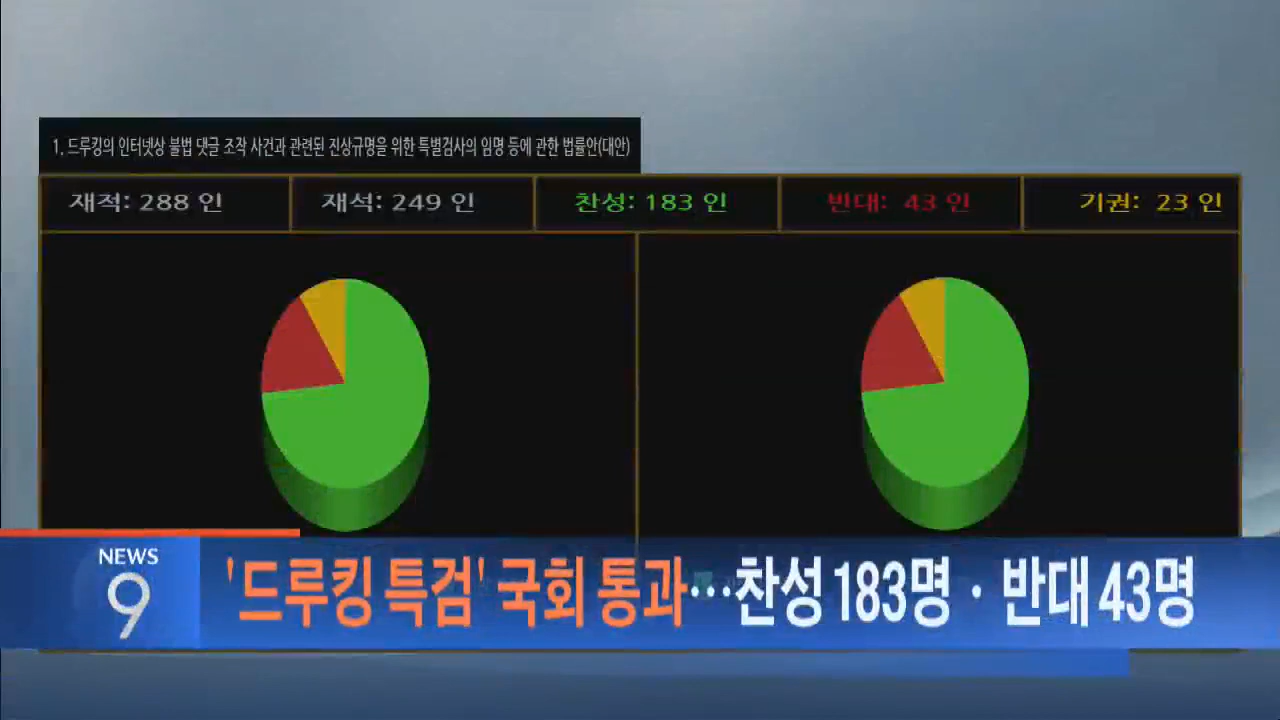 1. 드루킹의 인터넷상 불법 댓글 조작 사건과 관련된 진상규명을 위한 특별검사의 임명 등에 관한 법률안(대안)
재적: 288 인 재석: 249 인 찬성: 183 인 반대: 43 인 기권: 23 인
NEWS
9
'드루킹 특검' 국회 통과…찬성 183명 · 반대 43명